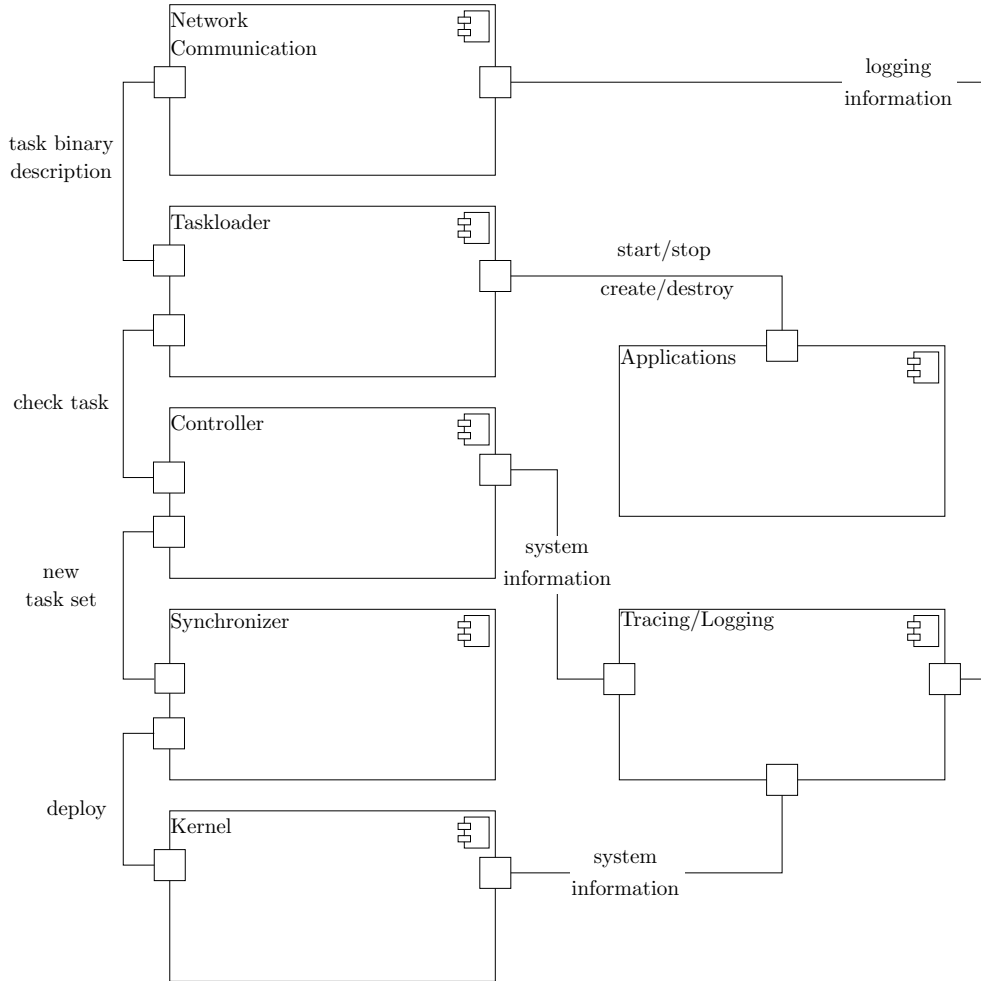 Network
Communication
logging
information
task binary
description
Taskloader
start/stop
create/destroy
Applications
check task
Controller
system
information
new
task set
Synchronizer
Tracing/Logging
deploy
Kernel
system
information